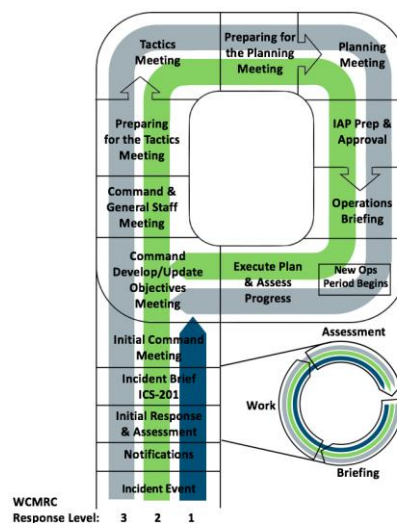 Tactics
Meeting
Preparing for
the Planning
Meeting
Planning
Meeting
Preparing
for the Tactics
Meeting
IAP Prep &
Approval
Command &
General Staff
Meeting
Operations
Briefing
Command
Develop/Update
Objectives
Meeting
Execute Plan
& Assess
Progress
New Ops
Period Begins
Initial Command
Meeting
Incident Brief
ICS-201
Initial Response
& Assessment
Notifications
Incident Event
Assessment
Work
Briefing
WCMRC
Response Level: 3 2 1